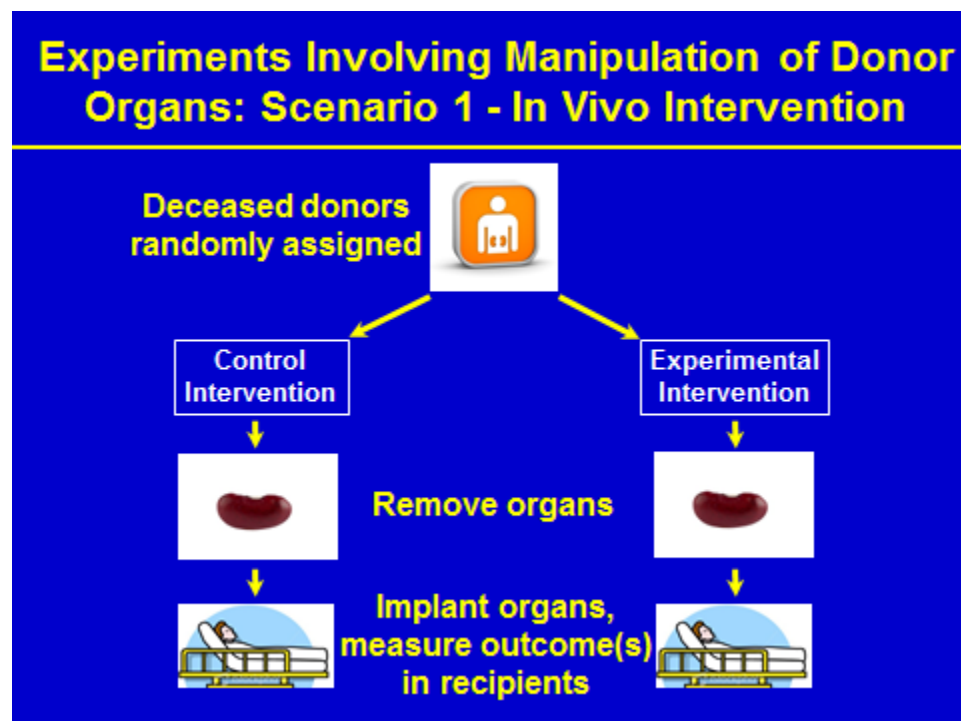 Experiments Involving Manipulation of Donor
Organs: Scenario 1 - In Vivo Intervention
Deceased donors
randomly assigned
Control
Intervention
Experimental
Intervention
Remove organs
Implant organs,
measure outcome(s)
in recipients